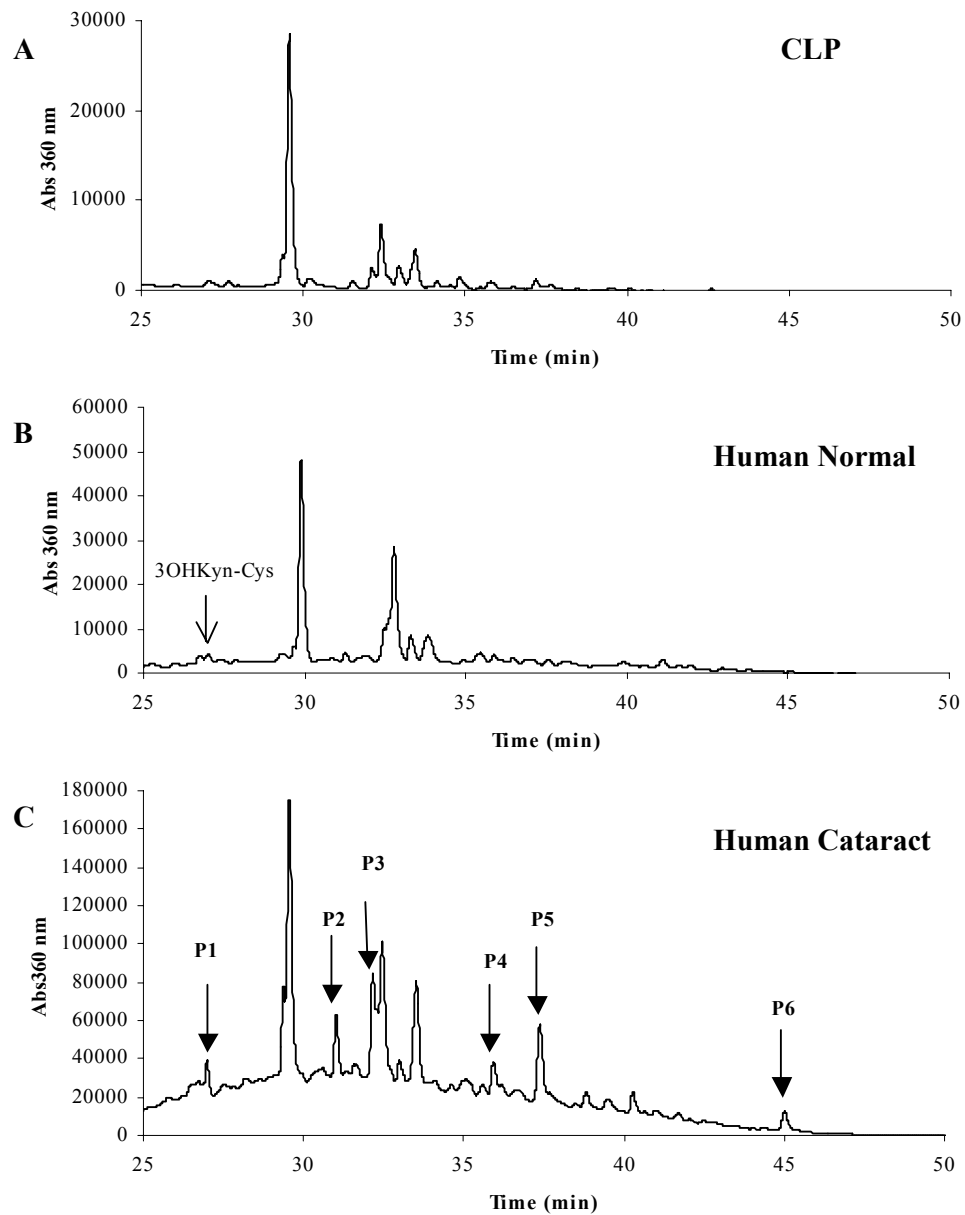 A
CLP
30000
20000
10000
0
Abs 360 nm
25 30 35 40 45 50
Time (min)
B
Human Normal
60000
50000
40000
30000
20000
10000
0
Abs 360 nm
3OHKyn-Cys
25 30 35 40 45 50
Time (min)
C
Human Cataract
180000
160000
140000
120000
100000
80000
60000
40000
20000
0
Abs360 nm
P1
P2
P3
P4
P5
P6
25 30 35 40 45 50
Time (min)